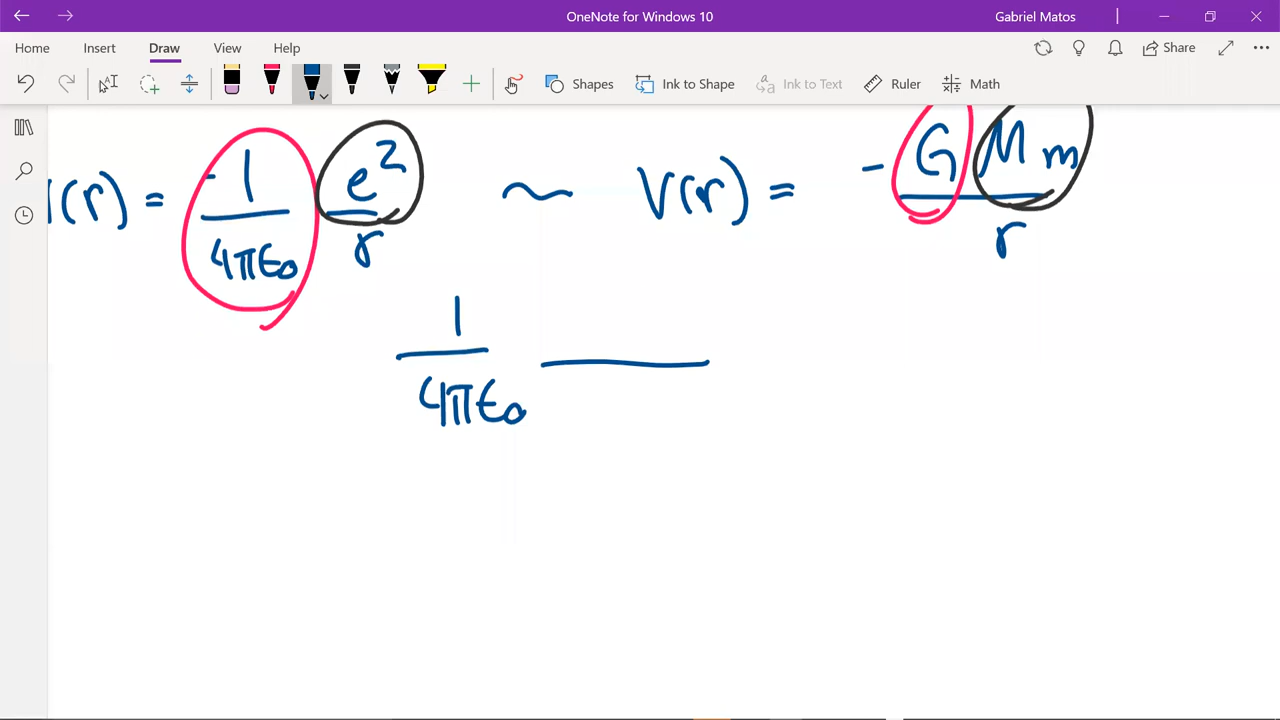 OneNote for Windows 10
Gabriel Matos
Home Insert Draw View Help
Share
Shapes Ink to Shape Ink to Text Ruler Math
(r) = -1/4πε₀ e²/r ~ V(r) = - G M m/r
1/4πε₀